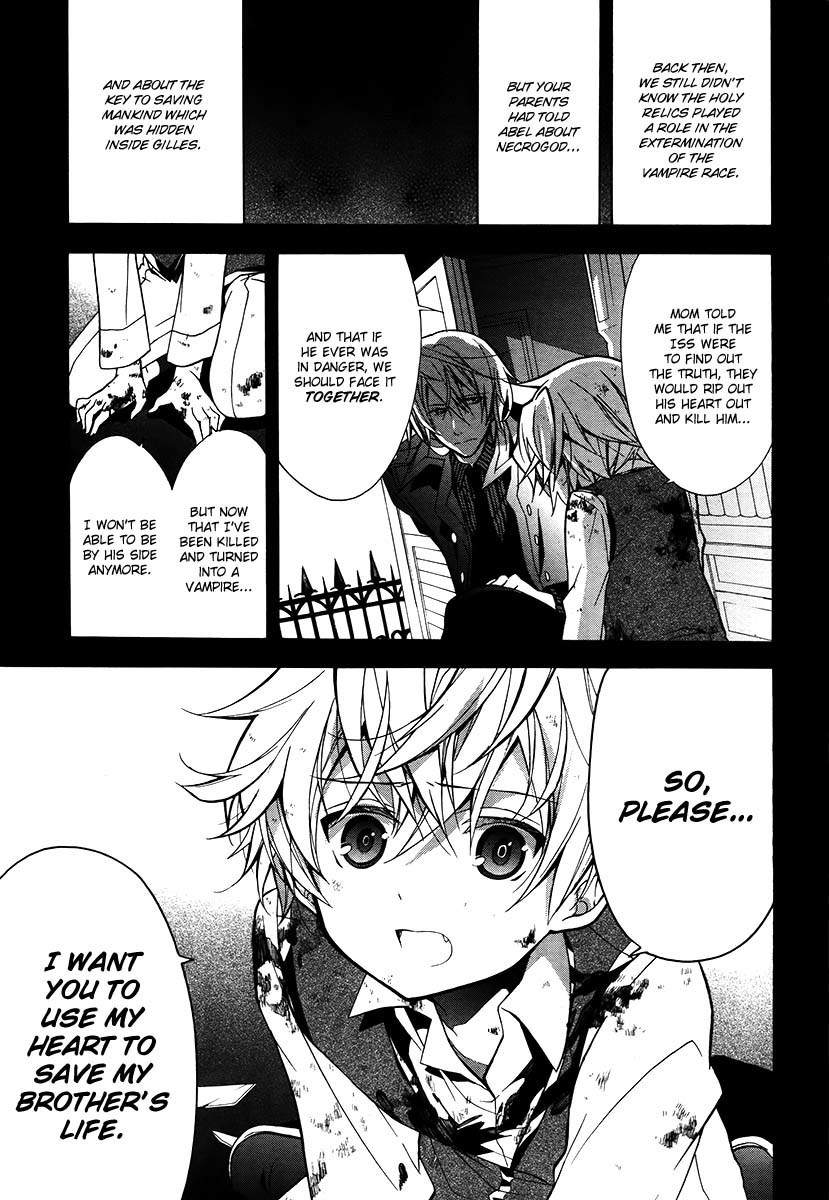 BACK THEN,
WE STILL DIDN'T
KNOW THE HOLY
RELICS PLAYED
A ROLE IN THE
EXTERMINATION
OF THE
VAMPIRE RACE.
BUT YOUR
PARENTS
HAD TOLD
ABEL ABOUT
NECROGOD...
AND ABOUT THE
KEY TO SAVING
MANKIND WHICH
WAS HIDDEN
INSIDE GILLES.
MOM TOLD
ME THAT IF THE
ISS WERE
TO FIND OUT
THE TRUTH, THEY
WOULD RIP OUT
HIS HEART OUT
AND KILL HIM...
AND THAT IF
HE EVER WAS
IN DANGER, WE
SHOULD FACE IT
TOGETHER.
BUT NOW
THAT I'VE
BEEN KILLED
AND TURNED
INTO A
VAMPIRE...
I WON'T BE
ABLE TO BE
BY HIS SIDE
ANYMORE.
SO,
PLEASE...
I WANT
YOU TO
USE MY
HEART TO
SAVE MY
BROTHER'S
LIFE.